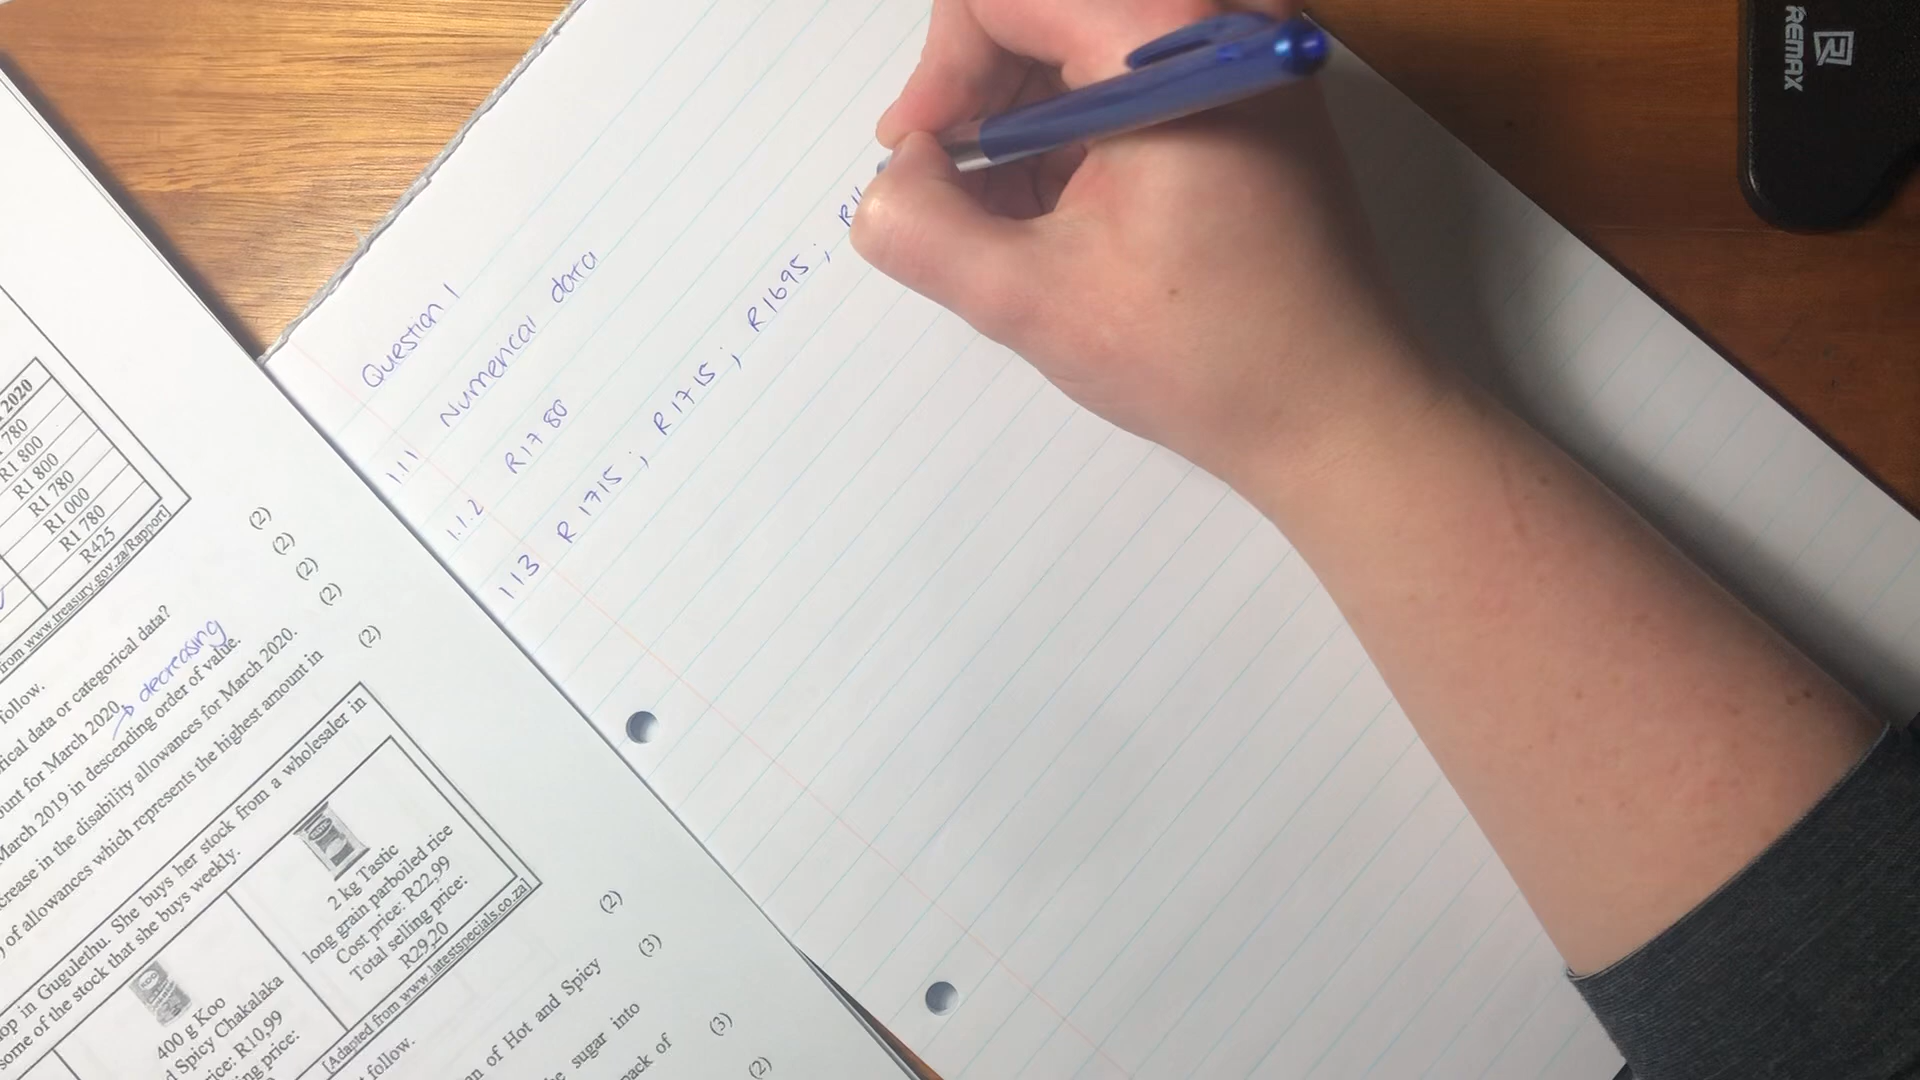 2020
780
R1 800
R1 800
R1 780
R1 000
R1 780
R425
from www.treasury.gov.za/Rapport]
follow.
data or categorical data? (2)
for March 2020. (2)
decreasing
March 2019 in descending order of value. (2)
in the disability allowances for March 2020. (2)
of allowances which represents the highest amount in (2)
in Gugulethu. She buys her stock from a wholesaler in
some of the stock that she buys weekly.
400 g Koo
Spicy Chakalaka
R10,99
price:
2 kg Tastic
long grain parboiled rice
Cost price: R22,99
Total selling price:
R29,20
[Adapted from www.latestspecials.co.za]
follow.
(2)
of Hot and Spicy (3)
sugar into (3)
of (2)
Question 1
1.1.1 Numerical data
1.1.2 R1780
1.1.3 R1715 ; R1715 ; R1695 ;
REMAX